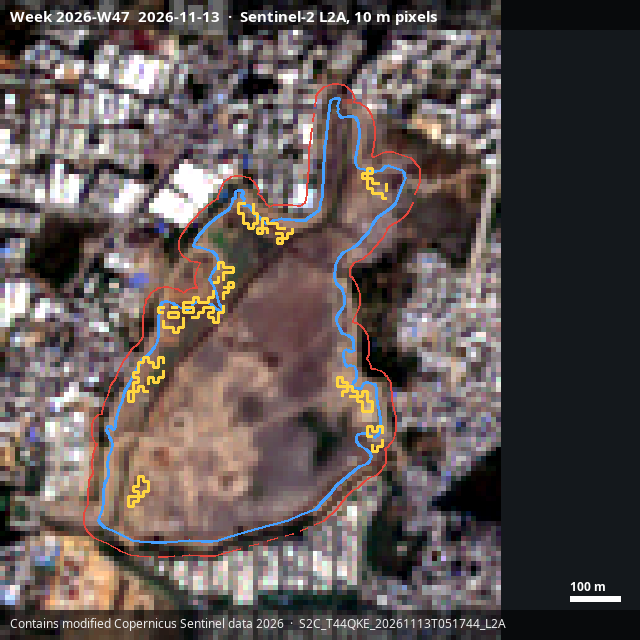 Week 2026-W47  2026-11-13  ·  Sentinel-2 L2A, 10 m pixels
100 m
Contains modified Copernicus Sentinel data 2026  ·  S2C_T44QKE_20261113T051744_L2A